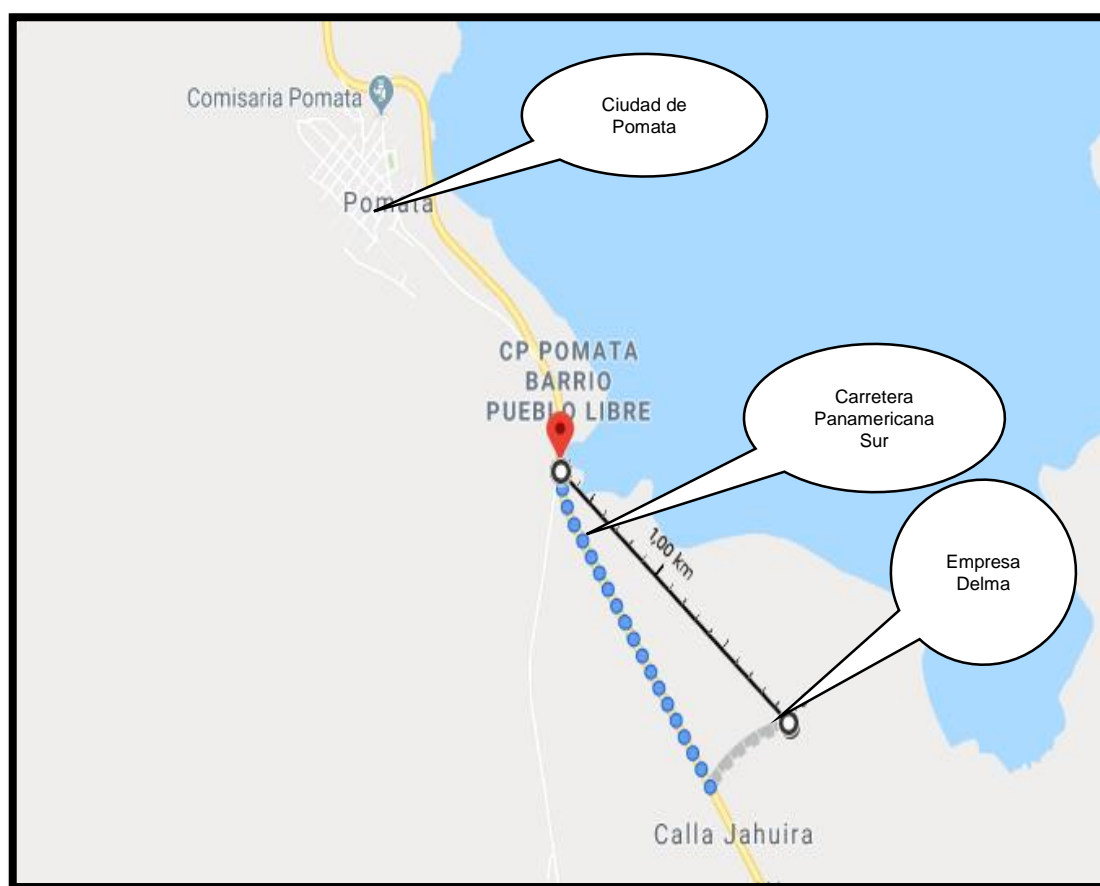 Ciudad de
Pomata
Comisaria Pomata
Pomata
CP POMATA
BARRIO
PUEBLO LIBRE
Carretera
Panamericana
Sur
1,00 km
Empresa
Delma
Calla Jahuira